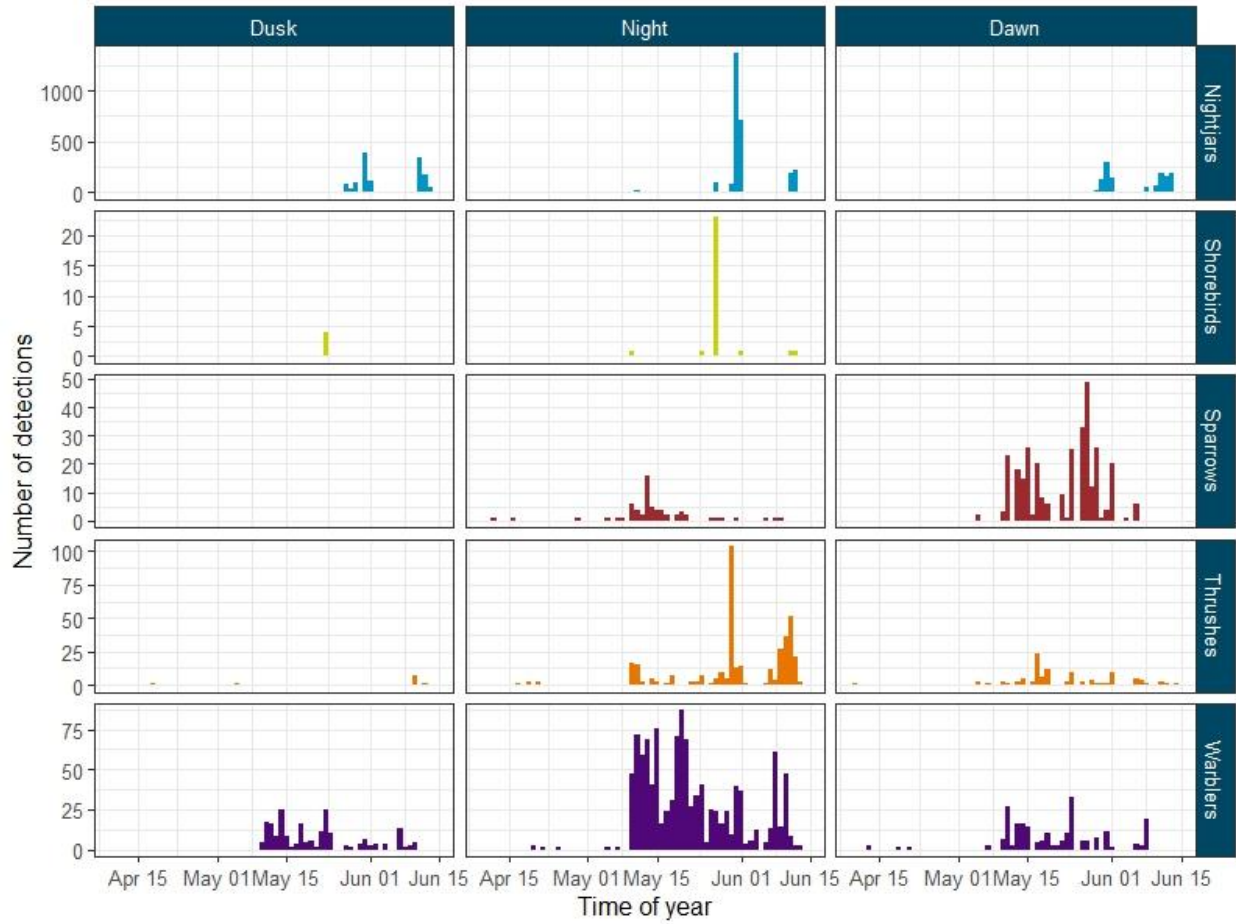 Dusk Night Dawn
Number of detections
1000
500
0
Nightjars
20
15
10
5
0
Shorebirds
50
40
30
20
10
0
Sparrows
100
75
50
25
0
Thrushes
75
50
25
0
Warblers
Apr 15 May 01 May 15 Jun 01 Jun 15 Apr 15 May 01 May 15 Jun 01 Jun 15 Apr 15 May 01 May 15 Jun 01 Jun 15
Time of year